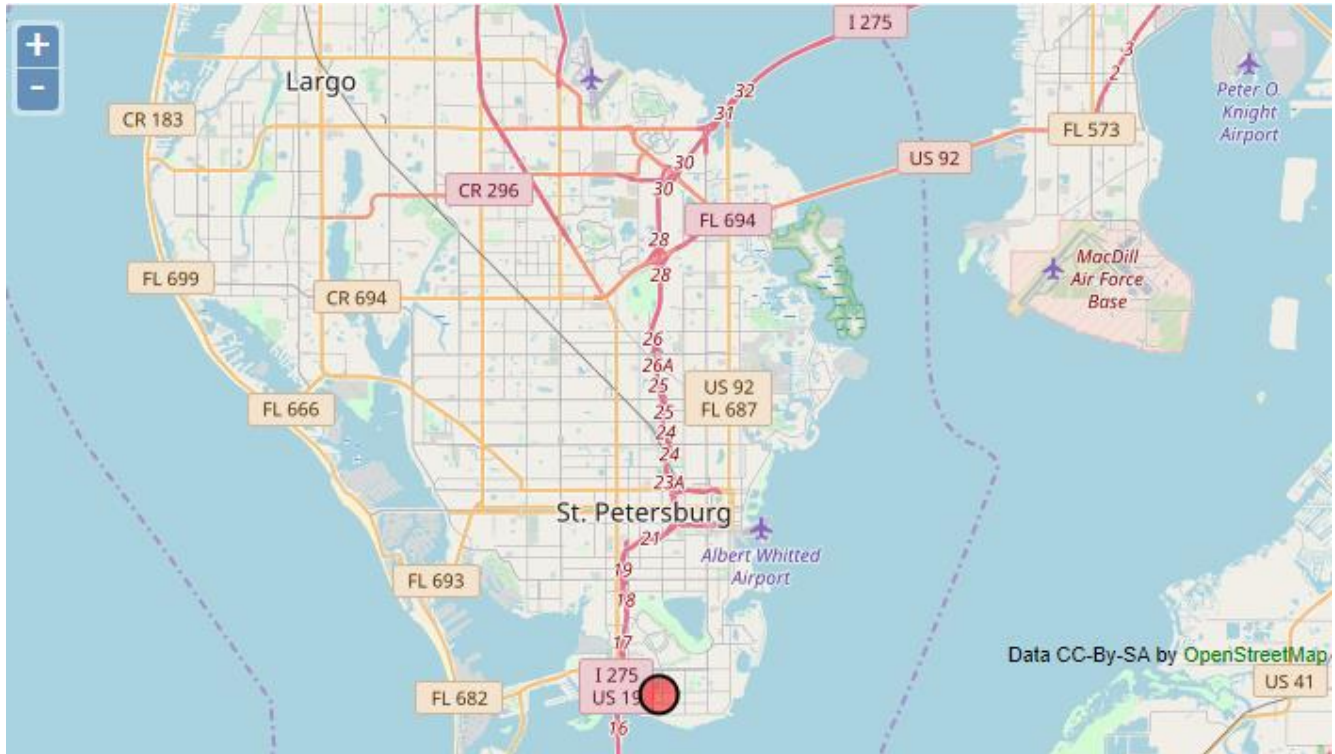 +
-
I 275
32
3
2
31
Largo
Peter O
Knight
Airport
CR 183
FL 573
US 92
30
30
CR 296
FL 694
28
28
MacDill
Air Force
Base
FL 699
CR 694
26
26A
25
US 92
FL 687
25
FL 666
24
24
23A
St. Petersburg
21
Albert Whitted
Airport
19
FL 693
18
17
Data CC-By-SA by OpenStreetMap
I 275
US 19
FL 682
US 41
16